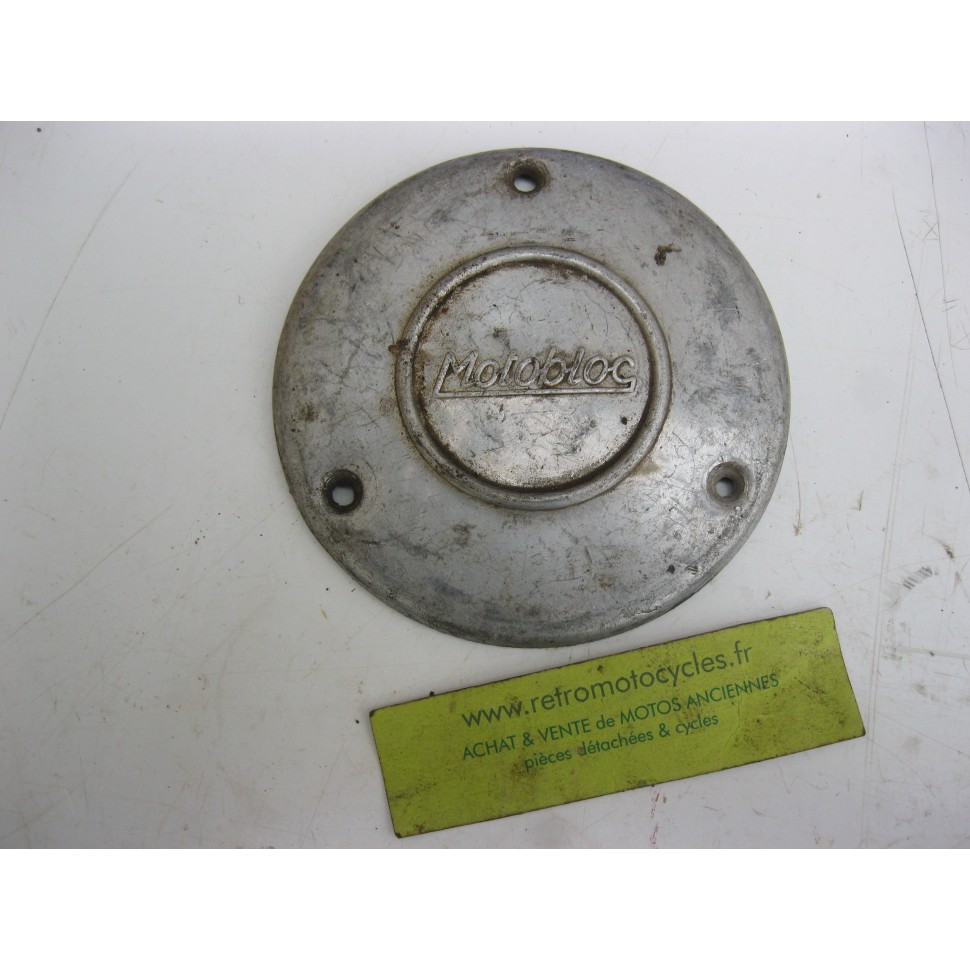 Motobloc
www.retromotocycles.fr
ACHAT & VENTE de MOTOS ANCIENNES
pièces détachées & cycles